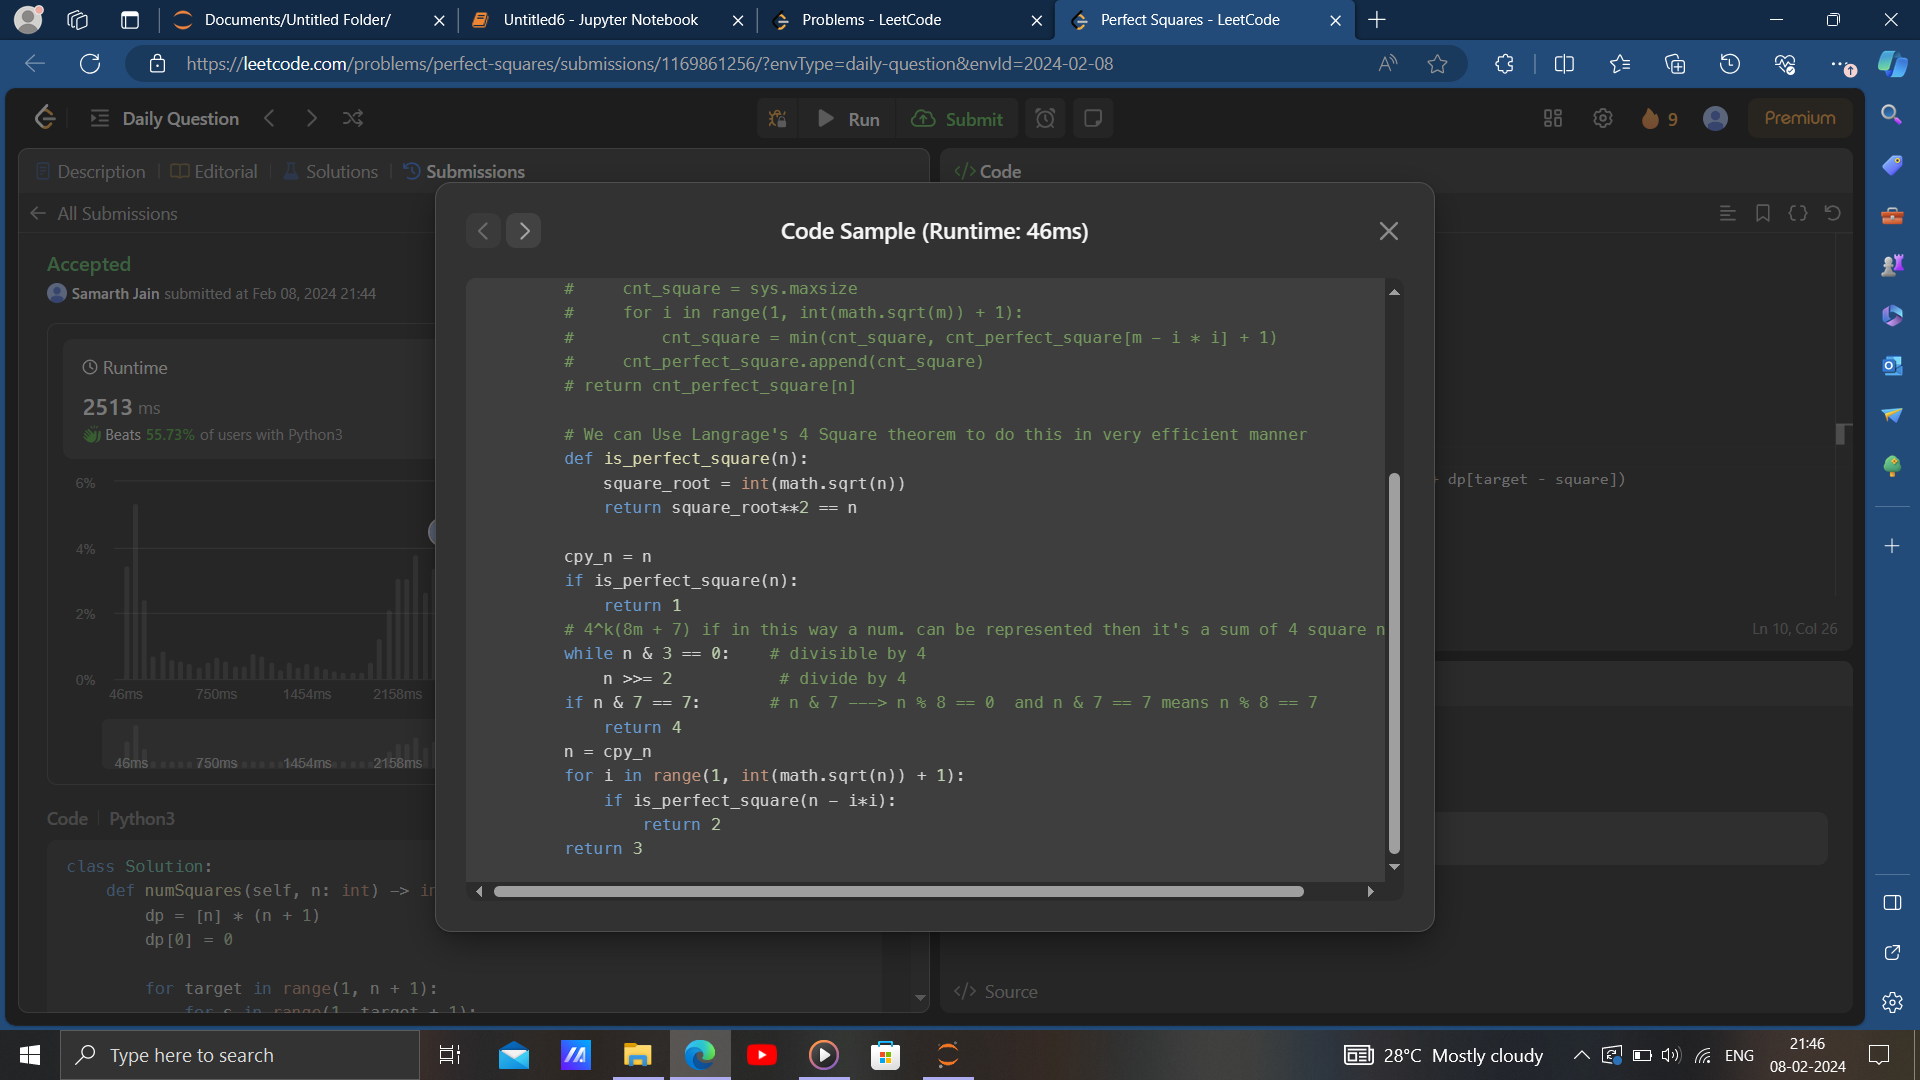 Documents/Untitled Folder/
Untitled6 - Jupyter Notebook
Problems - LeetCode
Perfect Squares - LeetCode
https://leetcode.com/problems/perfect-squares/submissions/1169861256/?envType=daily-question&envId=2024-02-08
Daily Question
Run
Submit
9
Premium
Description
Editorial
Solutions
Submissions
</> Code
All Submissions
Accepted
Samarth Jain submitted at Feb 08, 2024 21:44
Runtime
2513 ms
Beats 55.73% of users with Python3
6%
4%
2%
0%
46ms 750ms 1454ms 2158ms
46ms 750ms 1454ms 2158ms
Code Python3
class Solution:
def numSquares(self, n: int) -> in
dp = [n] * (n + 1)
dp[0] = 0
for target in range(1, n + 1):
for s in range(1, target + 1):
Code Sample (Runtime: 46ms)
# cnt_square = sys.maxsize
# for i in range(1, int(math.sqrt(m)) + 1):
# cnt_square = min(cnt_square, cnt_perfect_square[m - i * i] + 1)
# cnt_perfect_square.append(cnt_square)
# return cnt_perfect_square[n]
# We can Use Langrage's 4 Square theorem to do this in very efficient manner
def is_perfect_square(n):
square_root = int(math.sqrt(n))
return square_root**2 == n
cpy_n = n
if is_perfect_square(n):
return 1
# 4^k(8m + 7) if in this way a num. can be represented then it's a sum of 4 square n
while n & 3 == 0: # divisible by 4
n >>= 2 # divide by 4
if n & 7 == 7: # n & 7 ---> n % 8 == 0 and n & 7 == 7 means n % 8 == 7
return 4
n = cpy_n
for i in range(1, int(math.sqrt(n)) + 1):
if is_perfect_square(n - i*i):
return 2
return 3
dp[target - square])
Ln 10, Col 26
</> Source
Type here to search
28°C Mostly cloudy
ENG
21:46
08-02-2024